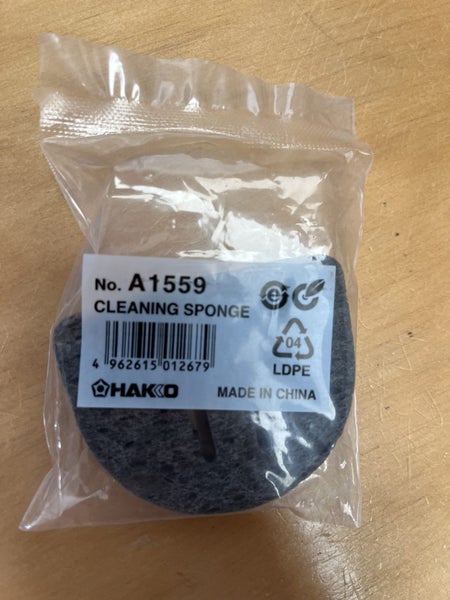 No. A1559
CLEANING SPONGE
4 962615 012679
04
LDPE
HAKKO
MADE IN CHINA